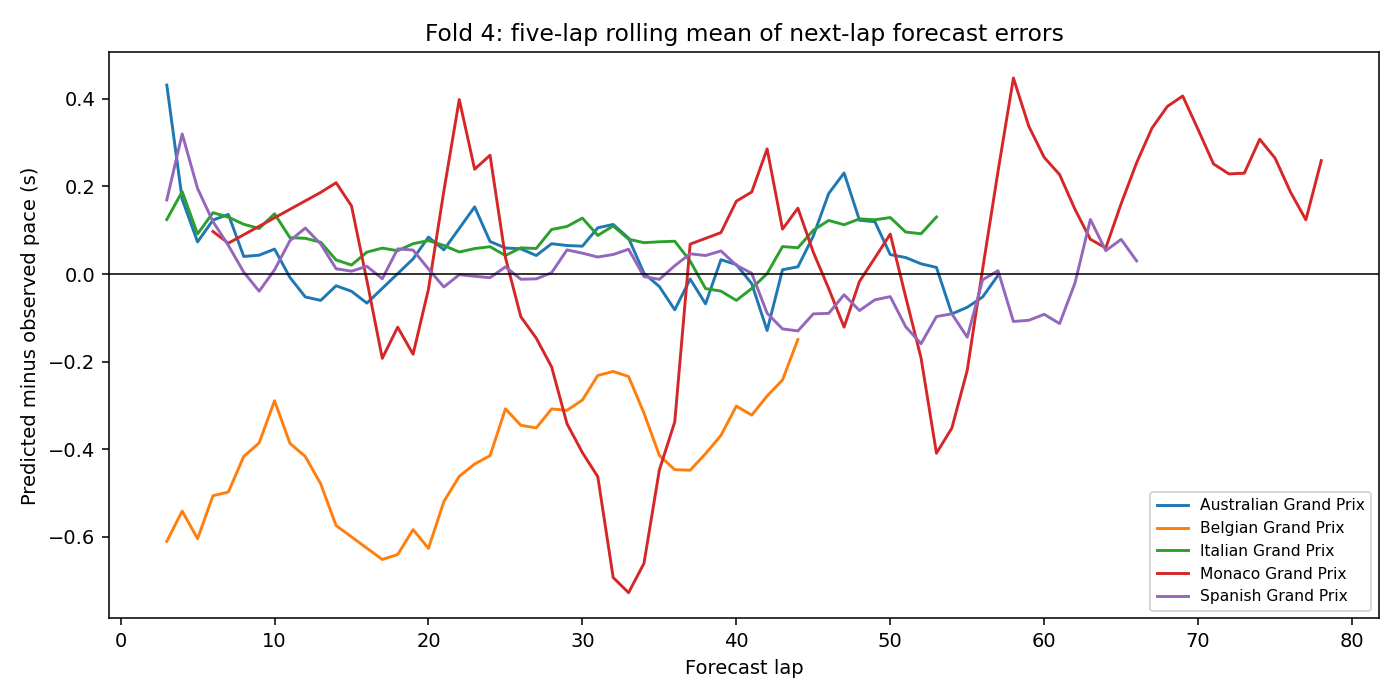 Fold 4: five-lap rolling mean of next-lap forecast errors
Predicted minus observed pace (s)
0.4
0.2
0.0
−0.2
−0.4
−0.6
Australian Grand Prix
Belgian Grand Prix
Italian Grand Prix
Monaco Grand Prix
Spanish Grand Prix
0 10 20 30 40 50 60 70 80
Forecast lap